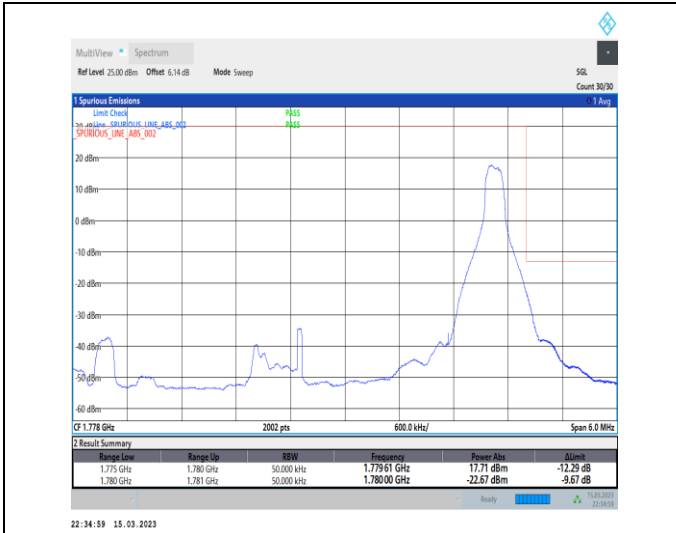 MultiView Spectrum
Ref Level 25.00 dBm Offset 6.14 dB Mode Sweep SGL
Count 30/30
1 Spurious Emissions 1 Avg
Limit Check PASS
30 dBm Line _SPURIOUS_LINE_ABS_002 PASS
_SPURIOUS_LINE_ABS_002
20 dBm
10 dBm
0 dBm
-10 dBm
-20 dBm
-30 dBm
-40 dBm
-50 dBm
-60 dBm
CF 1.778 GHz 2002 pts 600.0 kHz/ Span 6.0 MHz
2 Result Summary
Range Low Range Up RBW Frequency Power Abs ΔLimit
1.775 GHz 1.780 GHz 50.000 kHz 1.77961 GHz 17.71 dBm -12.29 dB
1.780 GHz 1.781 GHz 50.000 kHz 1.78000 GHz -22.67 dBm -9.67 dB
Ready 15.03.2023
22:34:59
22:34:59 15.03.2023